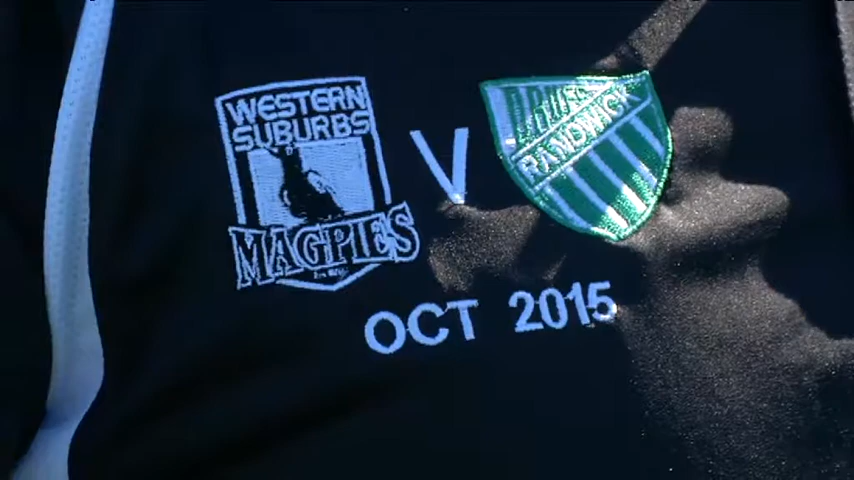 WESTERN
SUBURBS
MAGPIES
V
RANDWICK
OCT 2015